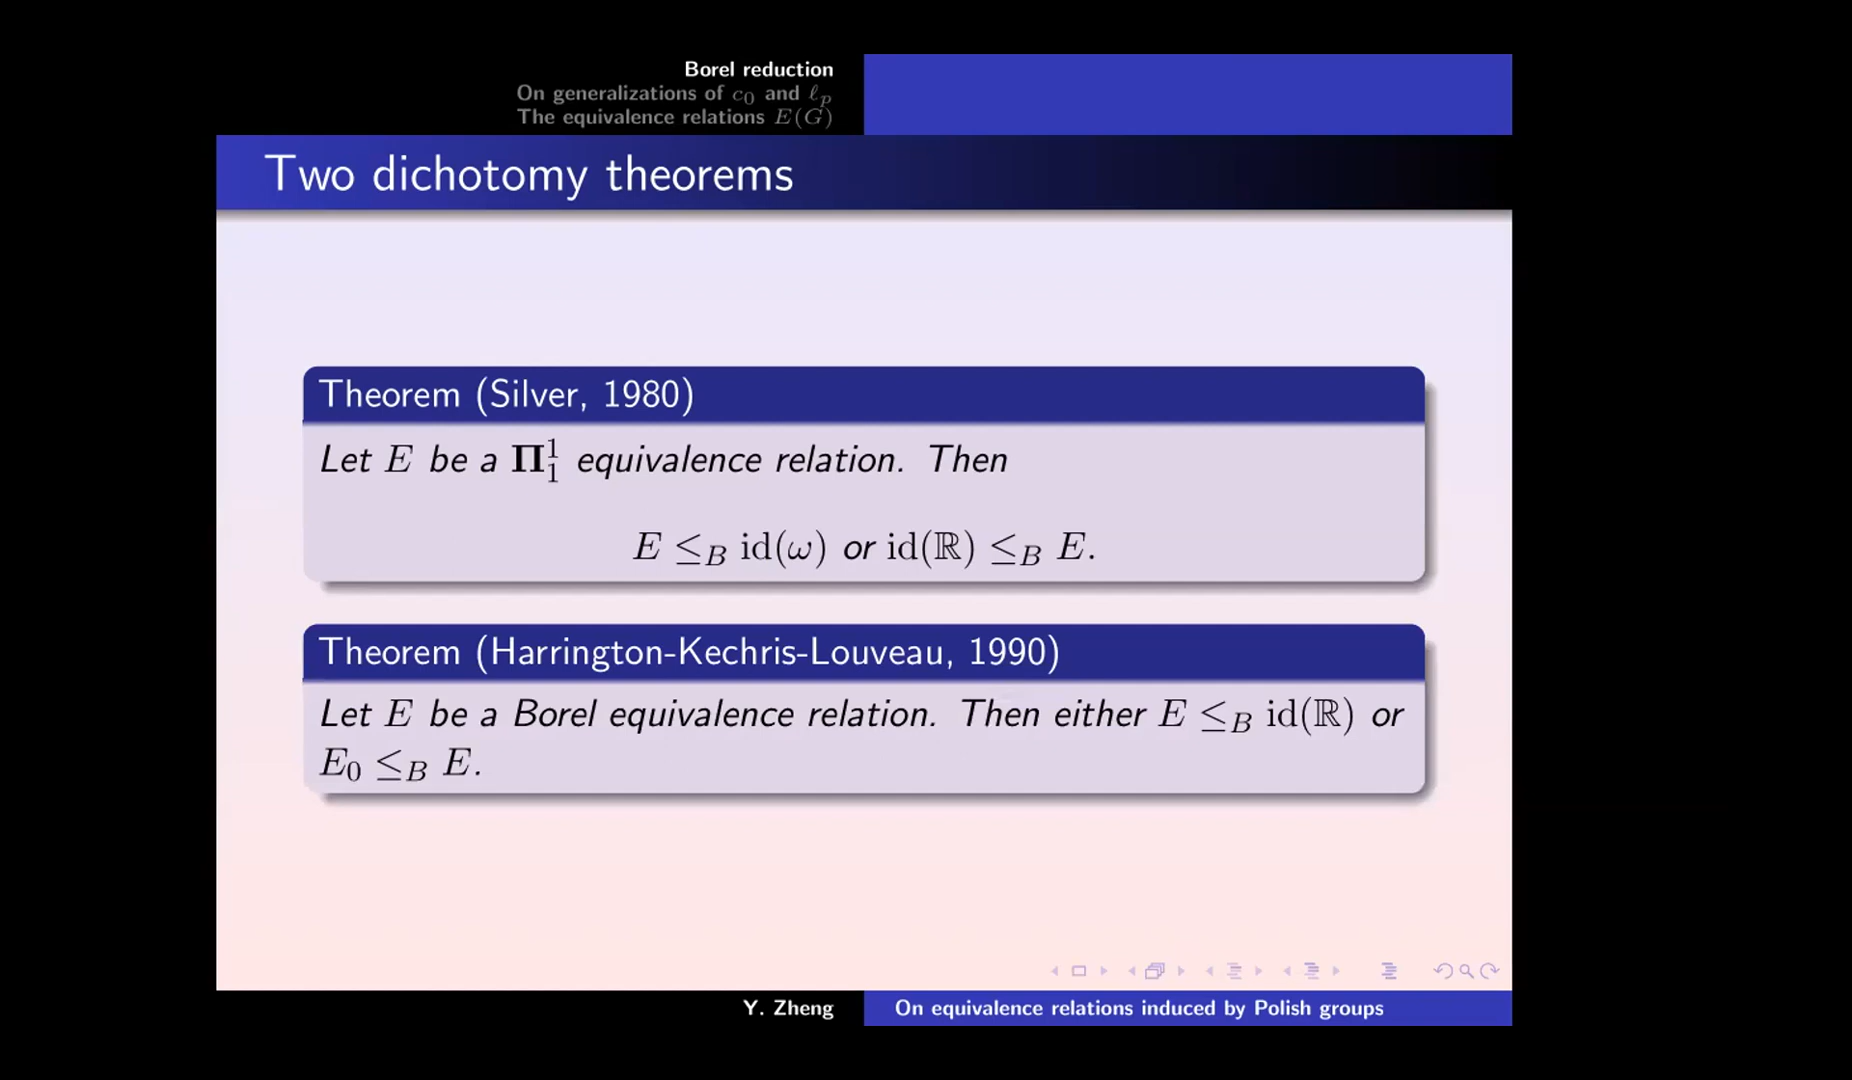 Borel reduction
On generalizations of c₀ and ℓₚ
The equivalence relations E(G)
Two dichotomy theorems
Theorem (Silver, 1980)
Let E be a 𝚷¹₁ equivalence relation. Then
E ≤_B id(ω) or id(ℝ) ≤_B E.
Theorem (Harrington-Kechris-Louveau, 1990)
Let E be a Borel equivalence relation. Then either E ≤_B id(ℝ) or
E₀ ≤_B E.
Y. Zheng
On equivalence relations induced by Polish groups